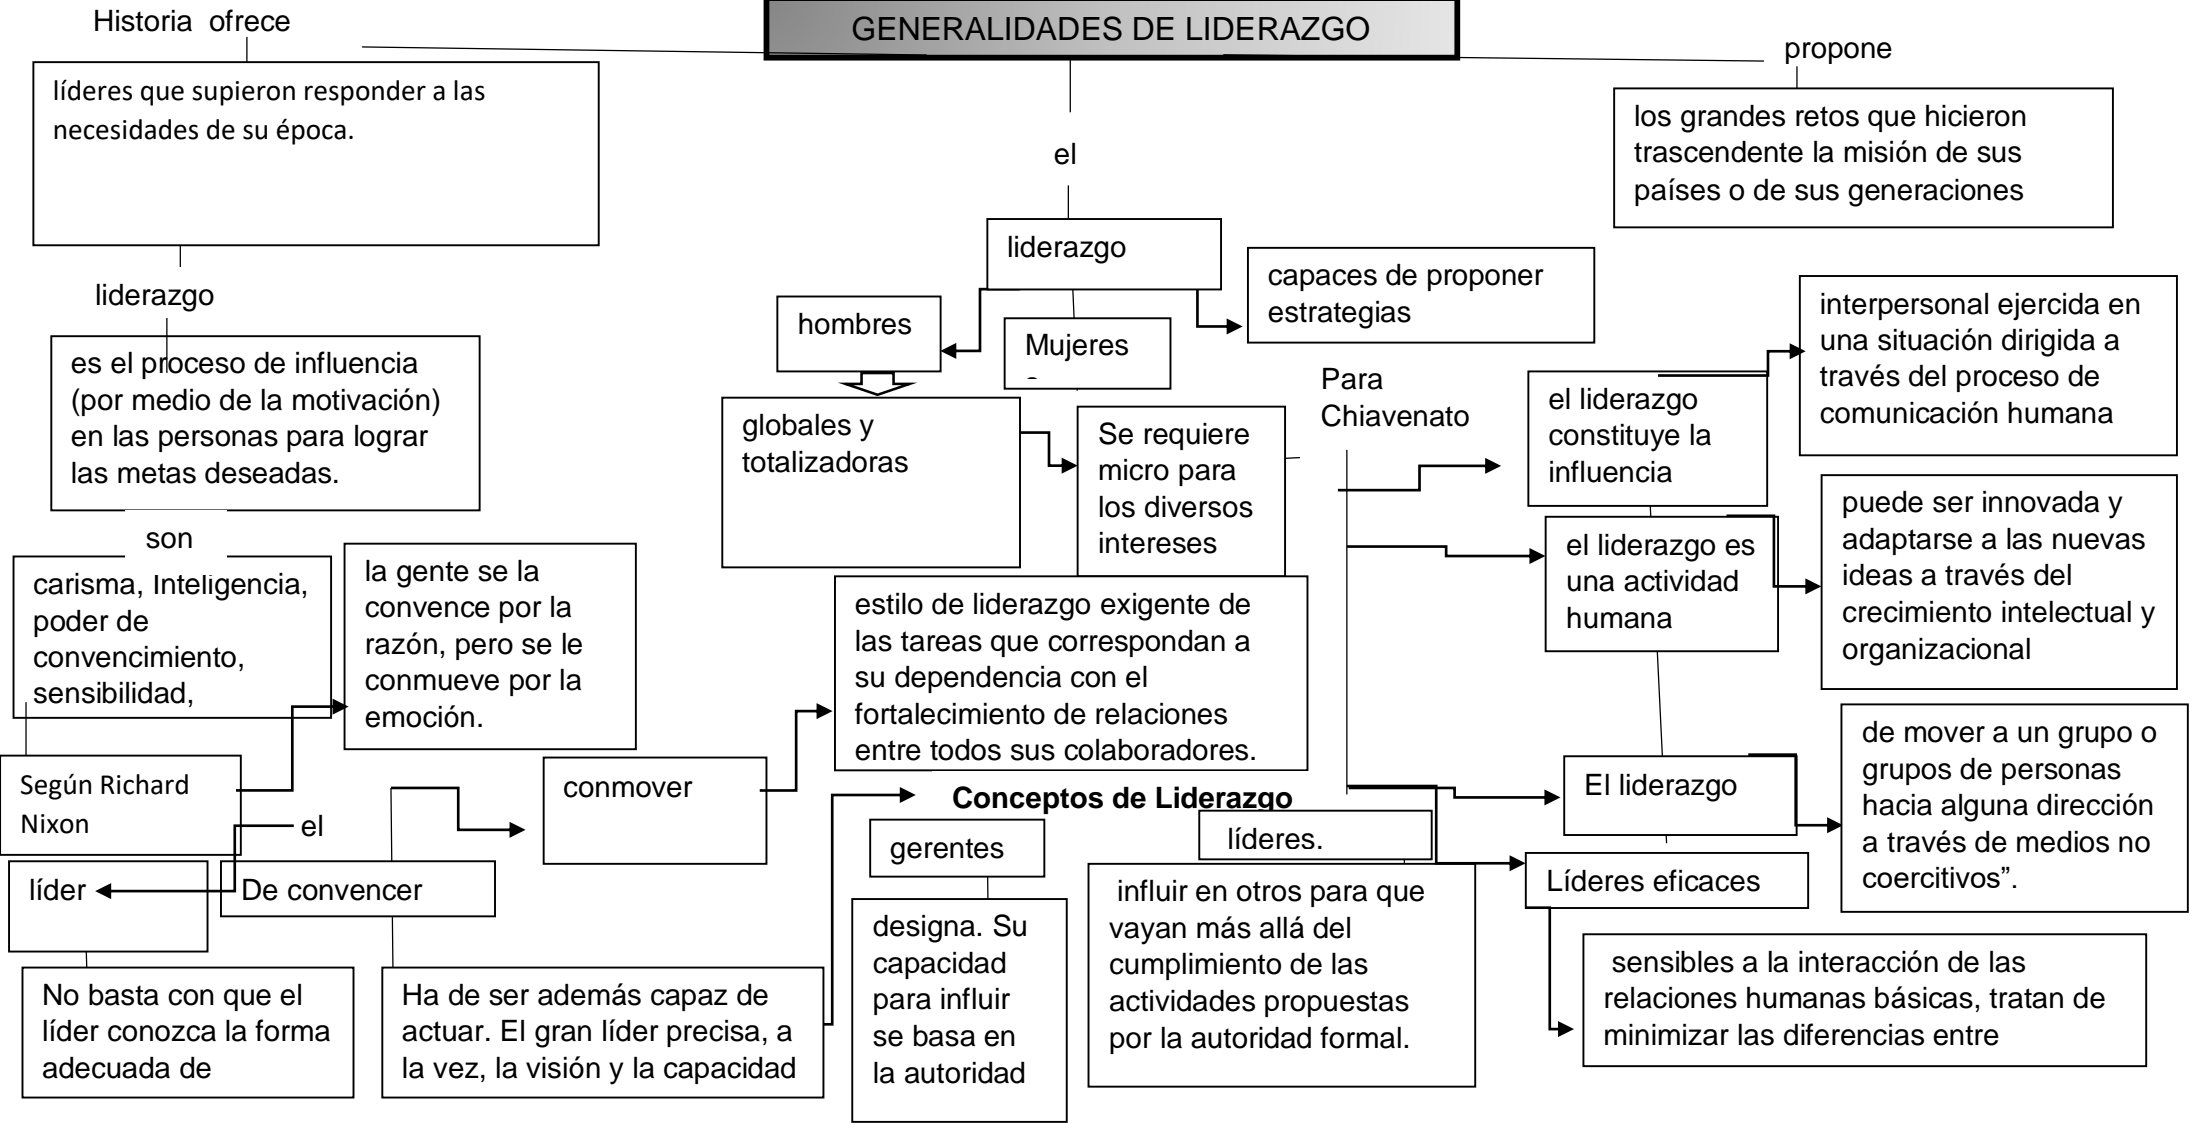 GENERALIDADES DE LIDERAZGO
Historia ofrece
líderes que supieron responder a las
necesidades de su época.
liderazgo
es el proceso de influencia
(por medio de la motivación)
en las personas para lograr
las metas deseadas.
son
carisma, Inteligencia,
poder de
convencimiento,
sensibilidad,
la gente se la
convence por la
razón, pero se le
conmueve por la
emoción.
Según Richard
Nixon
el
líder
De convencer
No basta con que el
líder conozca la forma
adecuada de
Ha de ser además capaz de
actuar. El gran líder precisa, a
la vez, la visión y la capacidad
conmover
el
liderazgo
hombres
Mujeres
capaces de proponer
estrategias
globales y
totalizadoras
Se requiere
micro para
los diversos
intereses
estilo de liderazgo exigente de
las tareas que correspondan a
su dependencia con el
fortalecimiento de relaciones
entre todos sus colaboradores.
Conceptos de Liderazgo
gerentes
designa. Su
capacidad
para influir
se basa en
la autoridad
líderes.
influir en otros para que
vayan más allá del
cumplimiento de las
actividades propuestas
por la autoridad formal.
propone
los grandes retos que hicieron
trascendente la misión de sus
países o de sus generaciones
Para
Chiavenato
el liderazgo
constituye la
influencia
interpersonal ejercida en
una situación dirigida a
través del proceso de
comunicación humana
el liderazgo es
una actividad
humana
puede ser innovada y
adaptarse a las nuevas
ideas a través del
crecimiento intelectual y
organizacional
El liderazgo
de mover a un grupo o
grupos de personas
hacia alguna dirección
a través de medios no
coercitivos”.
Líderes eficaces
sensibles a la interacción de las
relaciones humanas básicas, tratan de
minimizar las diferencias entre